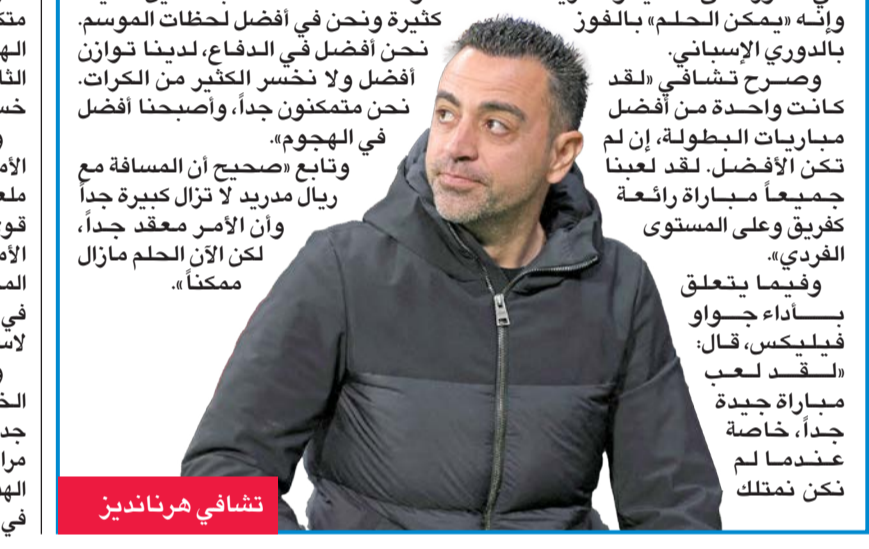 وإنه «يمكن الحلم» بالفوز
بالدوري الإسباني.
وصرح تشافي «لقد
كانت واحدة من أفضل
مباريات البطولة، إن لم
تكن الأفضل. لقد لعبنا
جميعاً مباراة رائعة
كفريق وعلى المستوى
الفردي».
وفيما يتعلق
بأداء جواو
فيليكس، قال:
«لقد لعب
مباراة جيدة
جداً، خاصة
عندما لم
نكن نمتلك
كثيرة ونحن في أفضل لحظات الموسم.
نحن أفضل في الدفاع، لدينا توازن
أفضل ولا نخسر الكثير من الكرات.
نحن متمكنون جداً، وأصبحنا أفضل
في الهجوم».
وتابع «صحيح أن المسافة مع
ريال مدريد لا تزال كبيرة جداً
وأن الأمر معقد جداً،
لكن الآن الحلم مازال
ممكناً».
تشافي هرنانديز